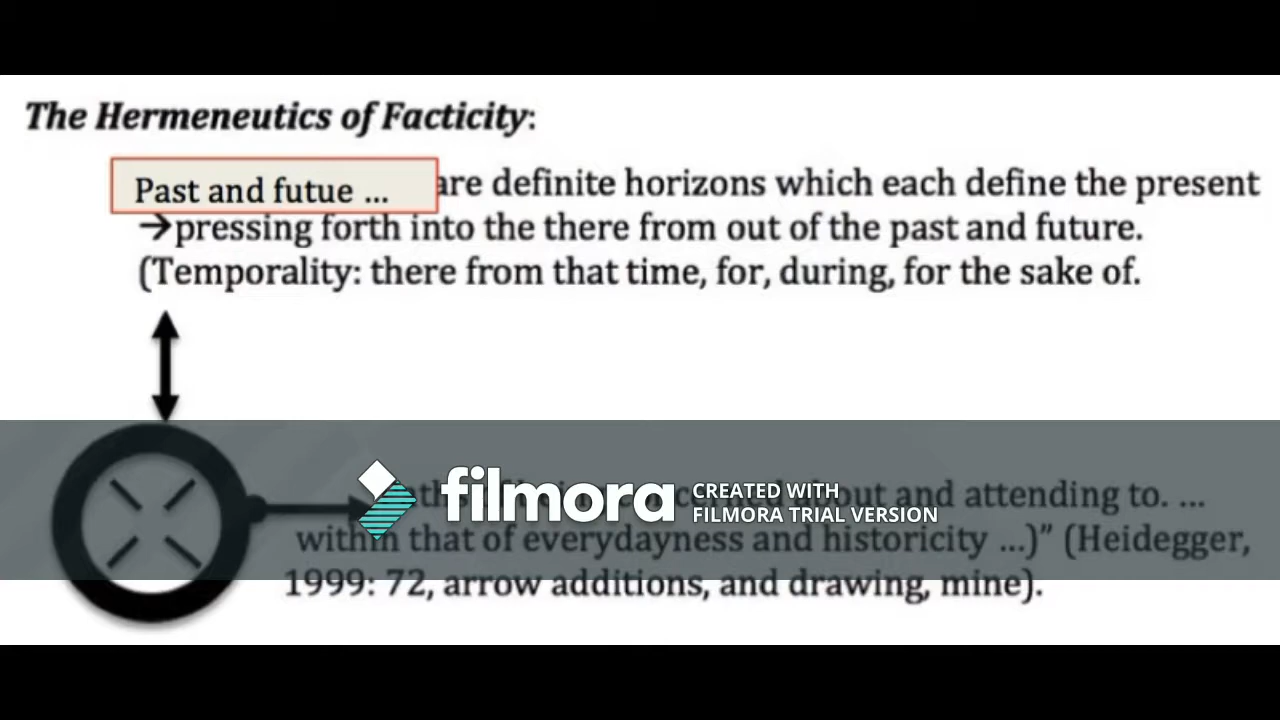 The Hermeneutics of Facticity:
Past and futue ... are definite horizons which each define the present
→pressing forth into the there from out of the past and future.
(Temporality: there from that time, for, during, for the sake of.
filmora CREATED WITH
FILMORA TRIAL VERSION
and attending to. ...
within that of everydayness and historicity ...)” (Heidegger,
1999: 72, arrow additions, and drawing, mine).